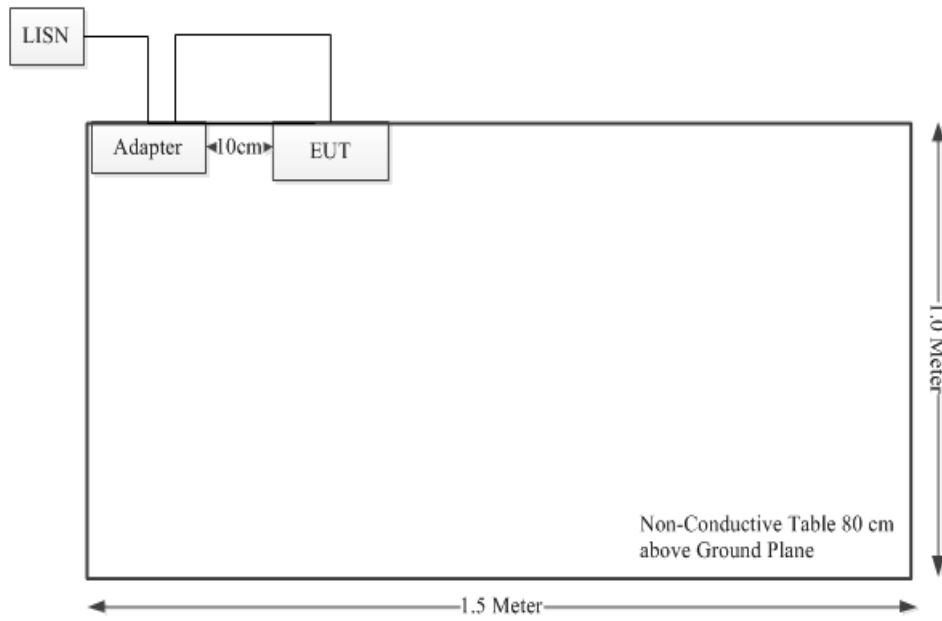 LISN
Adapter
10cm
EUT
1.0 Meter
Non-Conductive Table 80 cm
above Ground Plane
1.5 Meter